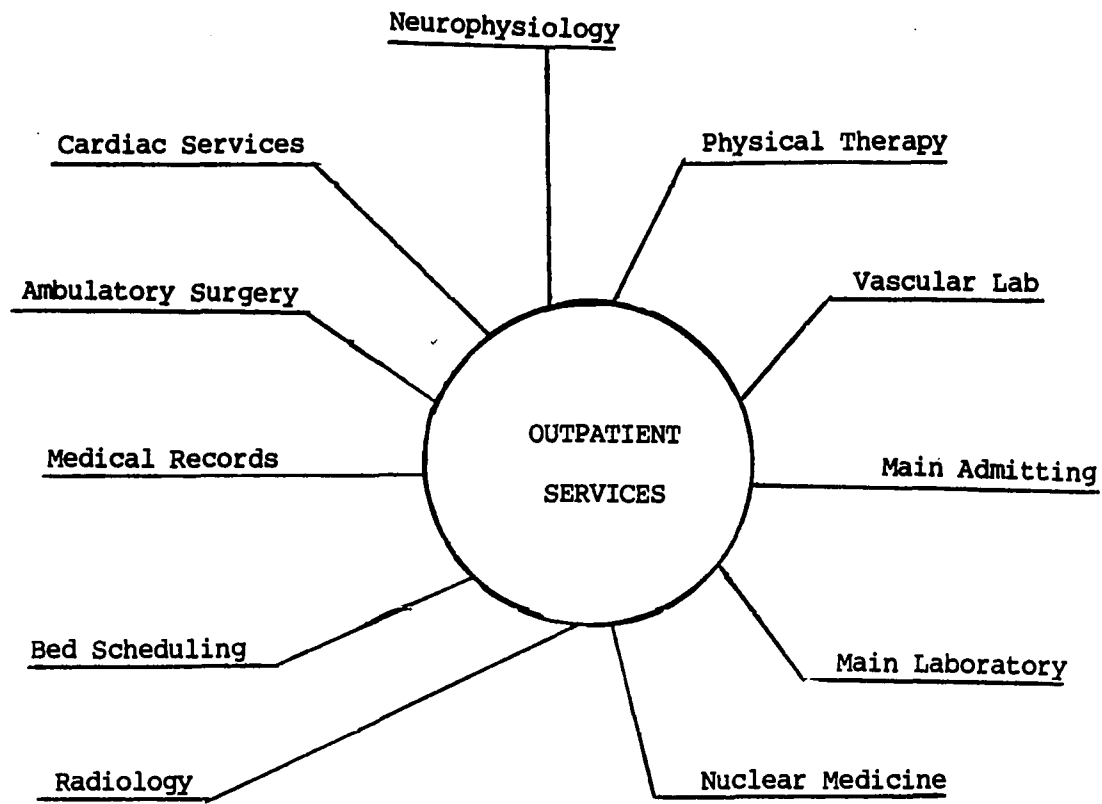 Neurophysiology
Cardiac Services
Physical Therapy
Ambulatory Surgery
Vascular Lab
OUTPATIENT
SERVICES
Medical Records
Main Admitting
Bed Scheduling
Main Laboratory
Radiology
Nuclear Medicine